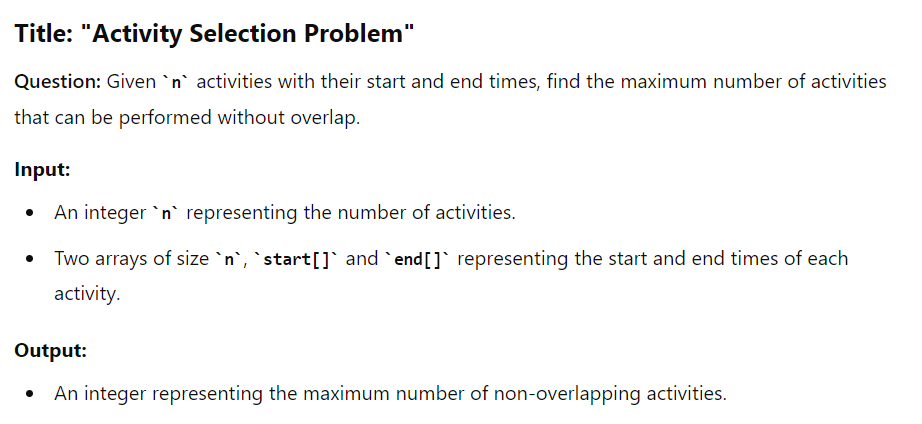 Title: "Activity Selection Problem"
Question: Given `n` activities with their start and end times, find the maximum number of activities
that can be performed without overlap.
Input:
• An integer `n` representing the number of activities.
• Two arrays of size `n`, `start[]` and `end[]` representing the start and end times of each
activity.
Output:
• An integer representing the maximum number of non-overlapping activities.